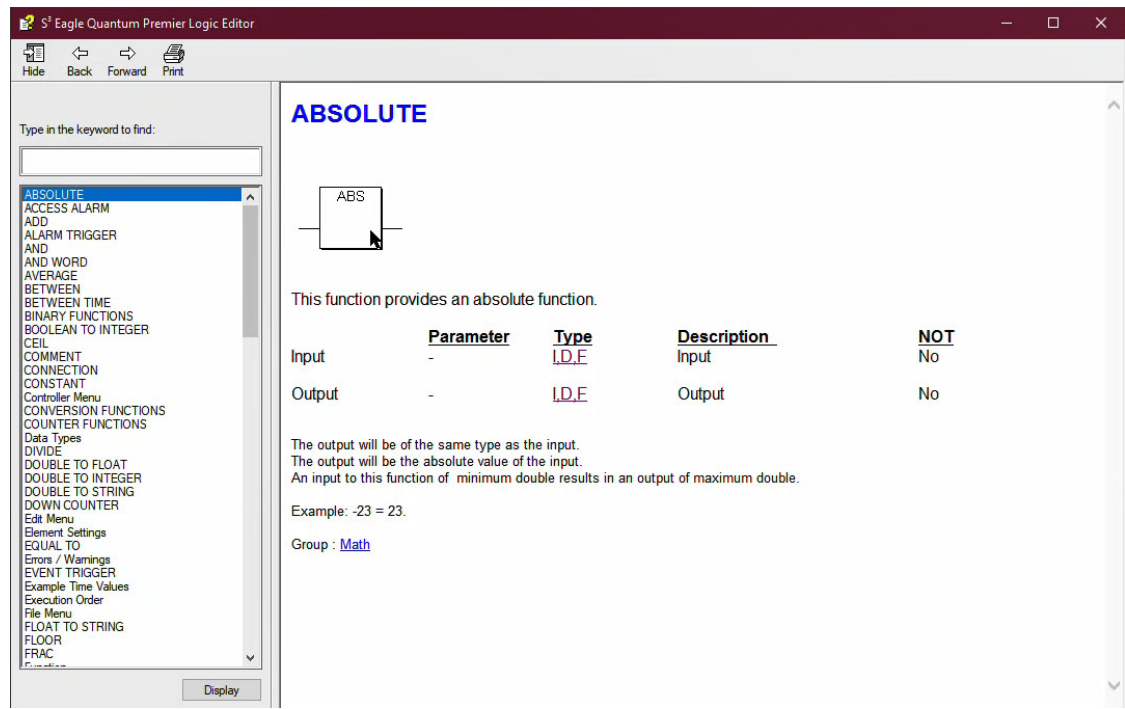 S³ Eagle Quantum Premier Logic Editor
Hide Back Forward Print
Type in the keyword to find:
ABSOLUTE
ACCESS ALARM
ADD
ALARM TRIGGER
AND
AND WORD
AVERAGE
BETWEEN
BETWEEN TIME
BINARY FUNCTIONS
BOOLEAN TO INTEGER
CEIL
COMMENT
CONNECTION
CONSTANT
Controller Menu
CONVERSION FUNCTIONS
COUNTER FUNCTIONS
Data Types
DIVIDE
DOUBLE TO FLOAT
DOUBLE TO INTEGER
DOUBLE TO STRING
DOWN COUNTER
Edit Menu
Element Settings
EQUAL TO
Errors / Warnings
EVENT TRIGGER
Example Time Values
Execution Order
File Menu
FLOAT TO STRING
FLOOR
FRAC
Display
ABSOLUTE
ABS
This function provides an absolute function.
Parameter Type Description NOT
Input - I,D,F Input No
Output - I,D,F Output No
The output will be of the same type as the input.
The output will be the absolute value of the input.
An input to this function of minimum double results in an output of maximum double.
Example: -23 = 23.
Group : Math